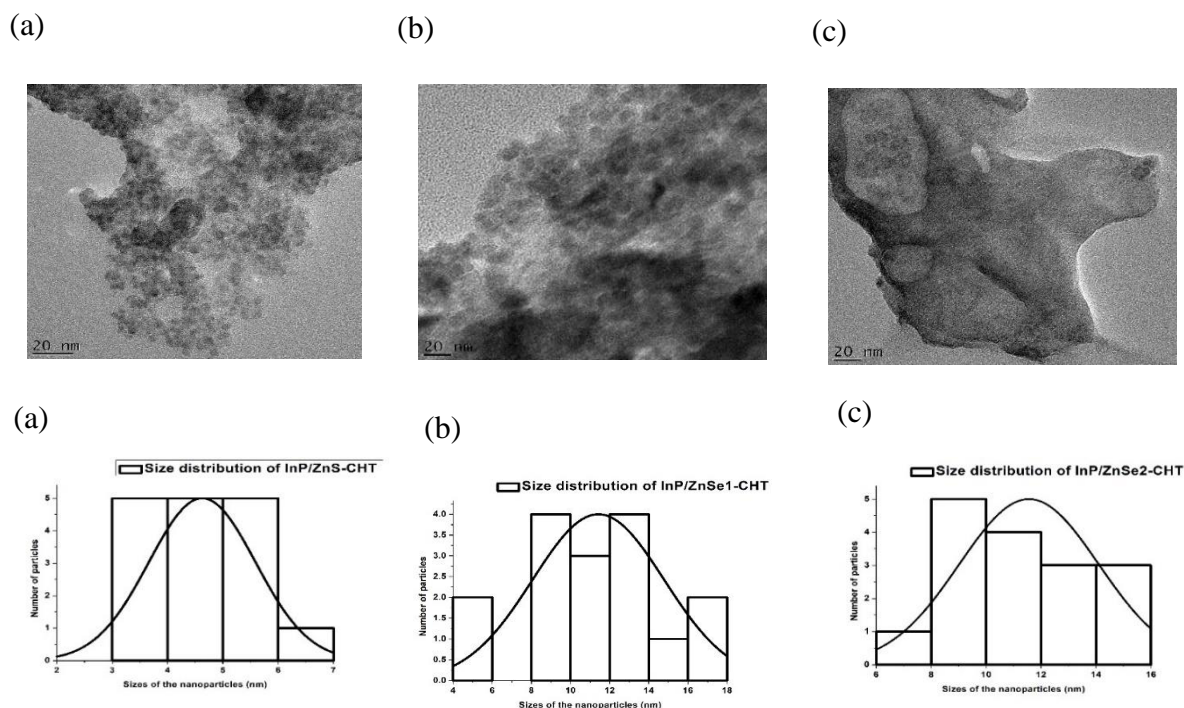 (a)
(b)
(c)
20 nm
20 nm
20 nm
(a)
(b)
(c)
Size distribution of InP/ZnS-CHT
Number of particles
5
4
3
2
1
0
2 3 4 5 6 7
Sizes of the nanoparticles (nm)
Size distribution of InP/ZnSe1-CHT
Number of particles
4.0
3.5
3.0
2.5
2.0
1.5
1.0
0.5
0.0
4 6 8 10 12 14 16 18
Sizes of the nanoparticles (nm)
Size distribution of InP/ZnSe2-CHT
Number of particles
5
4
3
2
1
0
6 8 10 12 14 16
Sizes of the nanoparticles (nm)